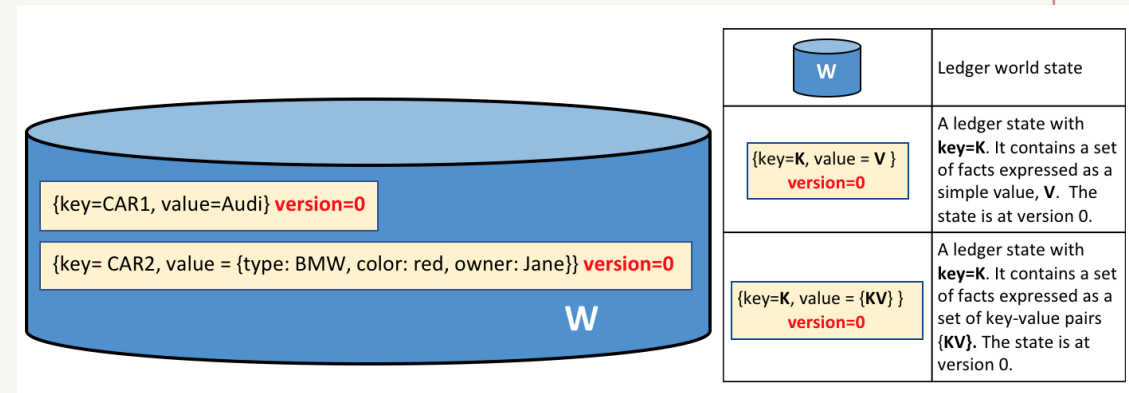 {key=CAR1, value=Audi} version=0
{key= CAR2, value = {type: BMW, color: red, owner: Jane}} version=0
W
W
Ledger world state
{key=K, value = V }
version=0
A ledger state with
key=K. It contains a set
of facts expressed as a
simple value, V.  The
state is at version 0.
{key=K, value = {KV} }
version=0
A ledger state with
key=K. It contains a set
of facts expressed as a
set of key-value pairs
{KV}. The state is at
version 0.